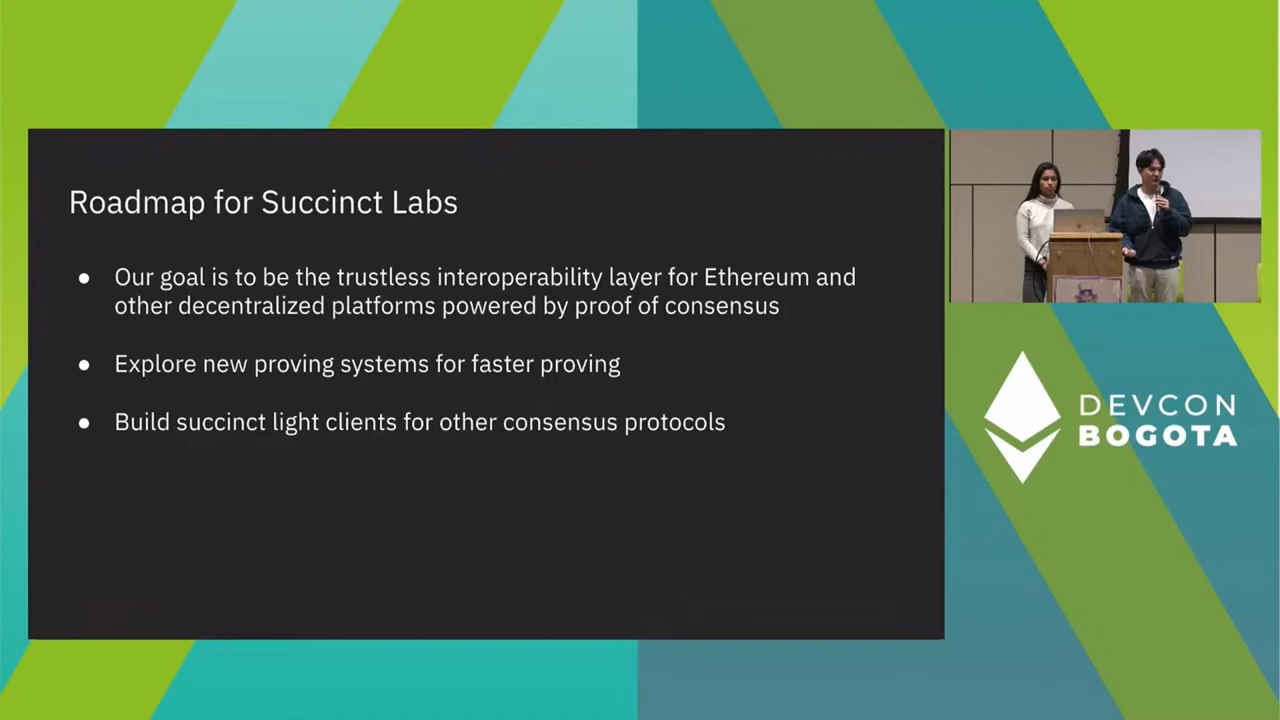 Roadmap for Succinct Labs
● Our goal is to be the trustless interoperability layer for Ethereum and
other decentralized platforms powered by proof of consensus
● Explore new proving systems for faster proving
● Build succinct light clients for other consensus protocols
DEVCON
BOGOTA